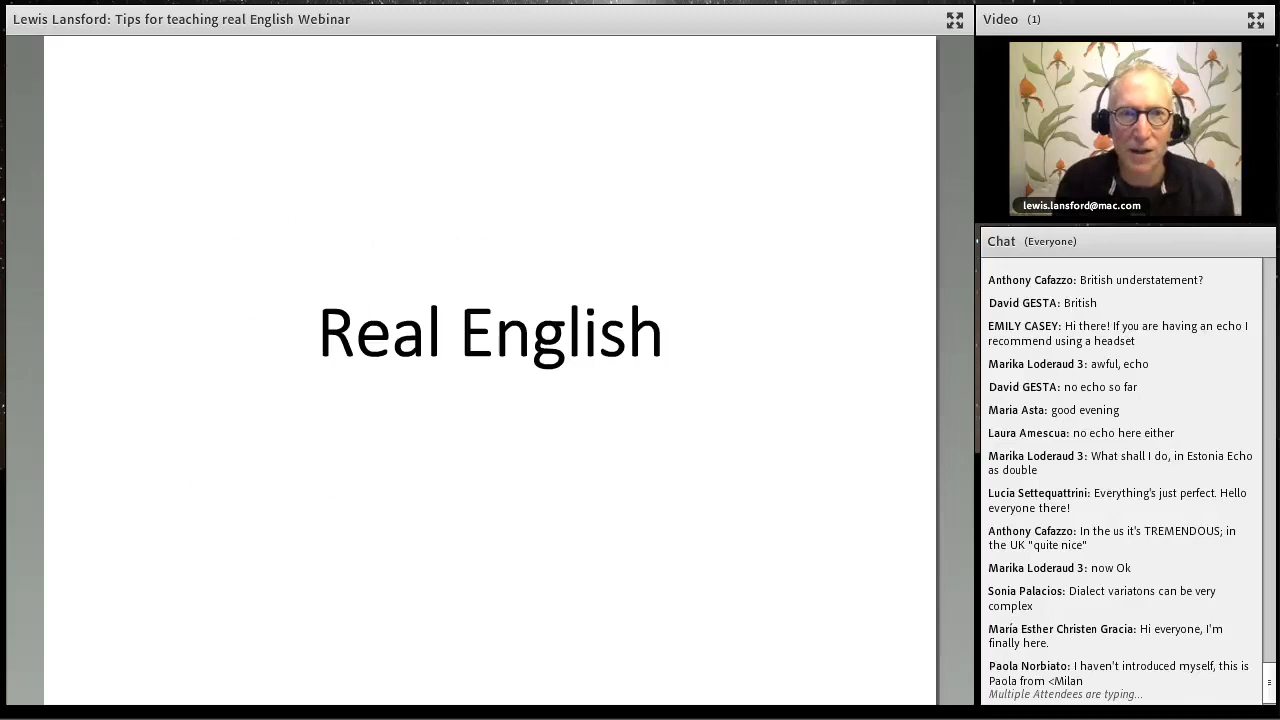 Lewis Lansford: Tips for teaching real English Webinar
Real English
Video (1)
lewis.lansford@mac.com
Chat (Everyone)
Anthony Cafazzo: British understatement?
David GESTA: British
EMILY CASEY: Hi there! If you are having an echo I
recommend using a headset
Marika Loderaud 3: awful, echo
David GESTA: no echo so far
Maria Asta: good evening
Laura Amescua: no echo here either
Marika Loderaud 3: What shall I do, in Estonia Echo
as double
Lucia Settequattrini: Everything's just perfect. Hello
everyone there!
Anthony Cafazzo: In the us it's TREMENDOUS; in
the UK "quite nice"
Marika Loderaud 3: now Ok
Sonia Palacios: Dialect variatons can be very
complex
María Esther Christen Gracia: Hi everyone, I'm
finally here.
Paola Norbiato: I haven't introduced myself, this is
Paola from <Milan
Multiple Attendees are typing...